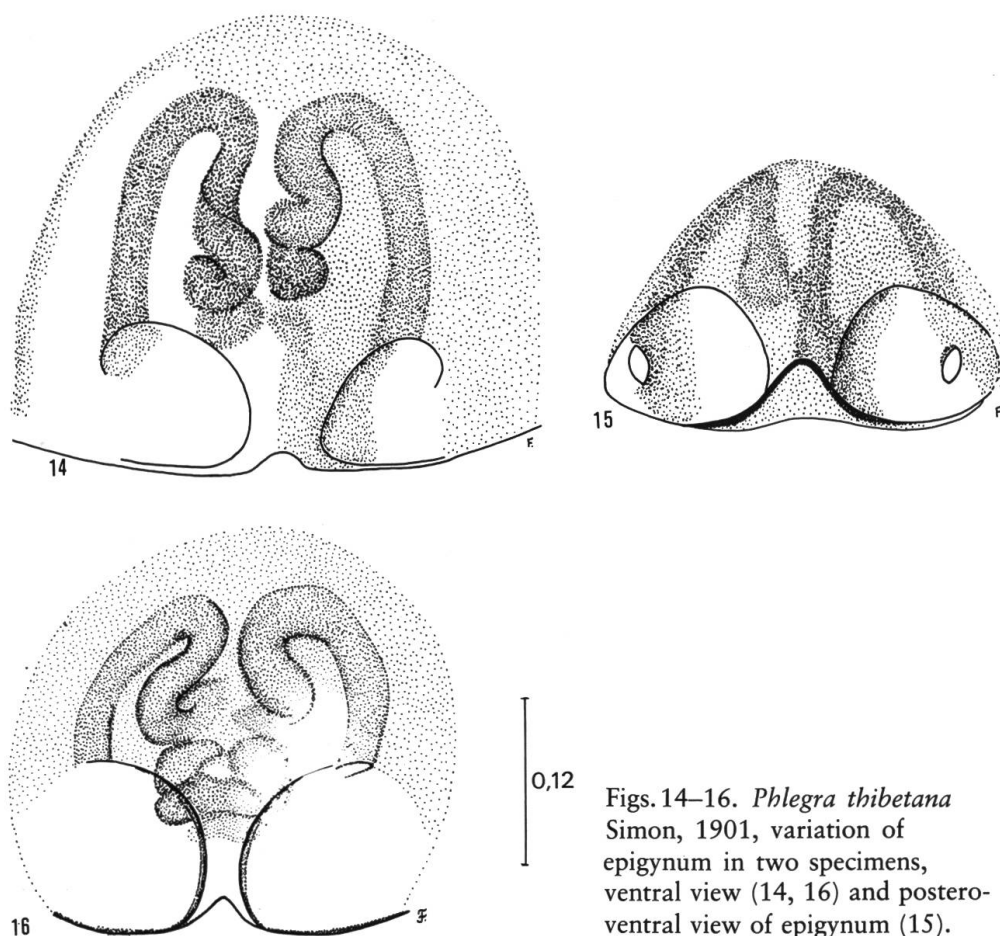 14
15
16
0,12
Figs. 14–16. Phlegra thibetana
Simon, 1901, variation of
epigynum in two specimens,
ventral view (14, 16) and postero-
ventral view of epigynum (15).